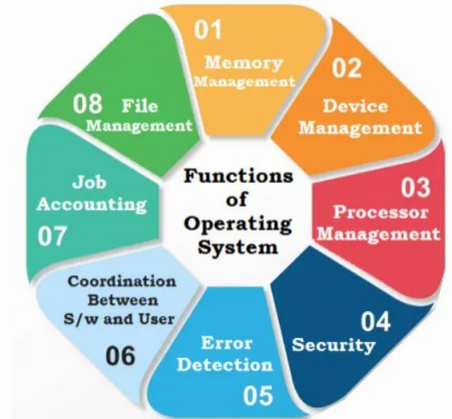 Functions
of
Operating
System
01
Memory
Management
02
Device
Management
03
Processor
Management
04
Security
Error
Detection
05
Coordination
Between
S/w and User
06
Job
Accounting
07
08 File
Management